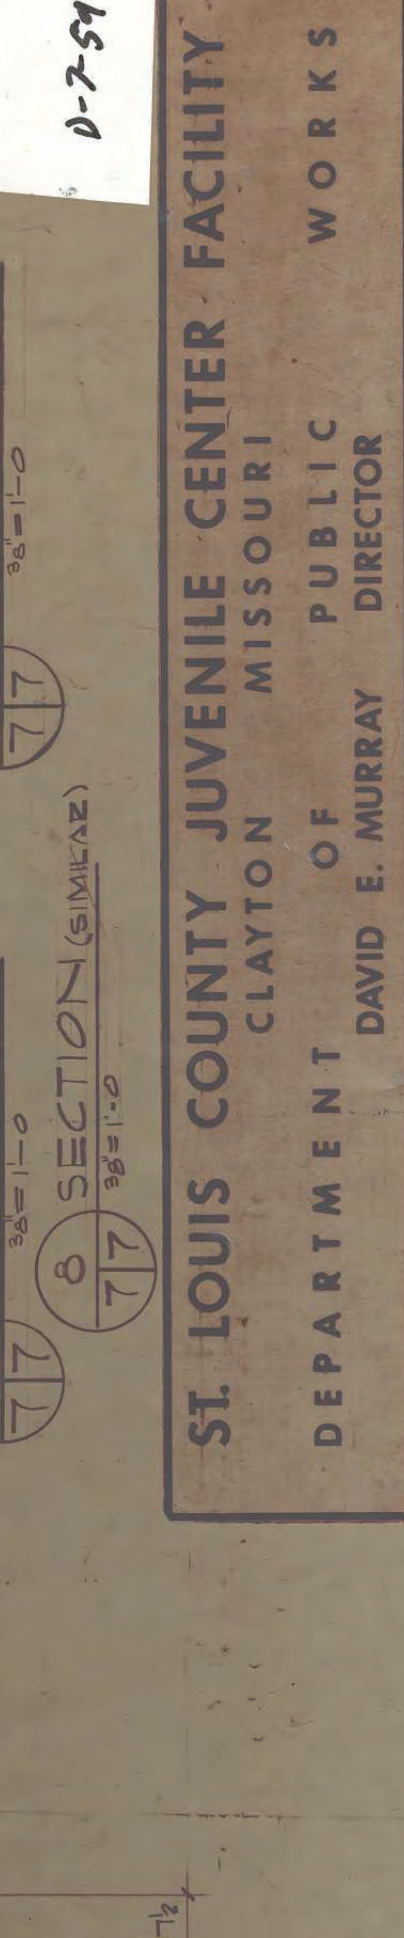 D-7-59
7 7 3/8"=1'-0
7 7 3/8"=1'-0
8 SECTION (SIMILAR)
7 7 3/8"=1'-0
ST. LOUIS COUNTY JUVENILE CENTER FACILITY
CLAYTON MISSOURI
DEPARTMENT OF PUBLIC WORKS
DAVID E. MURRAY DIRECTOR
7½